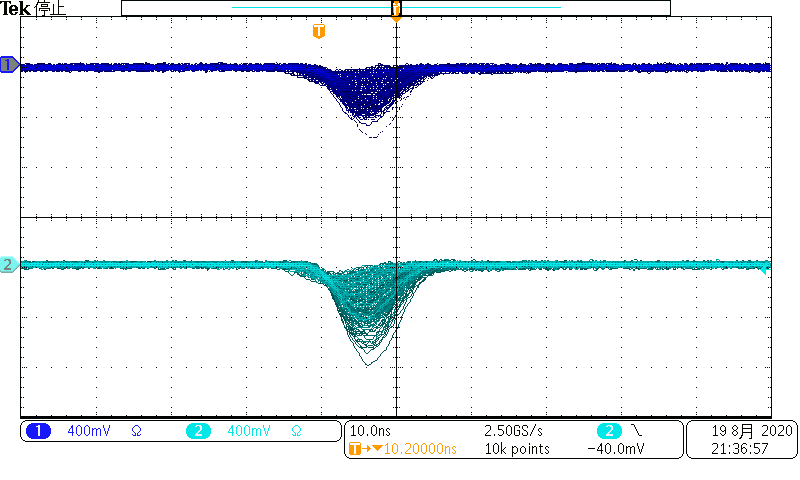 Tek 停止
T
1
2
1 400mV Ω 2 400mV Ω
10.0ns 2.50GS/s 2
T→▼10.20000ns 10k points −40.0mV
19 8月 2020
21:36:57